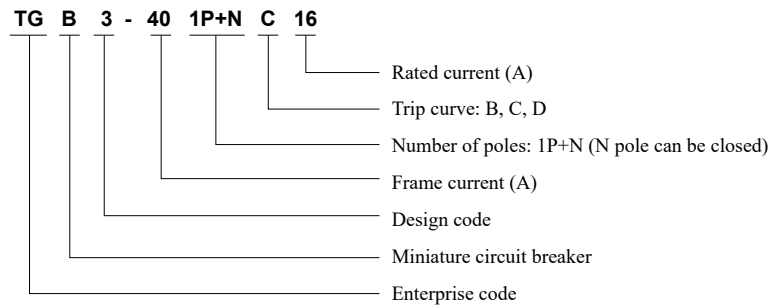 TG B 3 - 40 1P+N C 16
Rated current (A)
Trip curve: B, C, D
Number of poles: 1P+N (N pole can be closed)
Frame current (A)
Design code
Miniature circuit breaker
Enterprise code